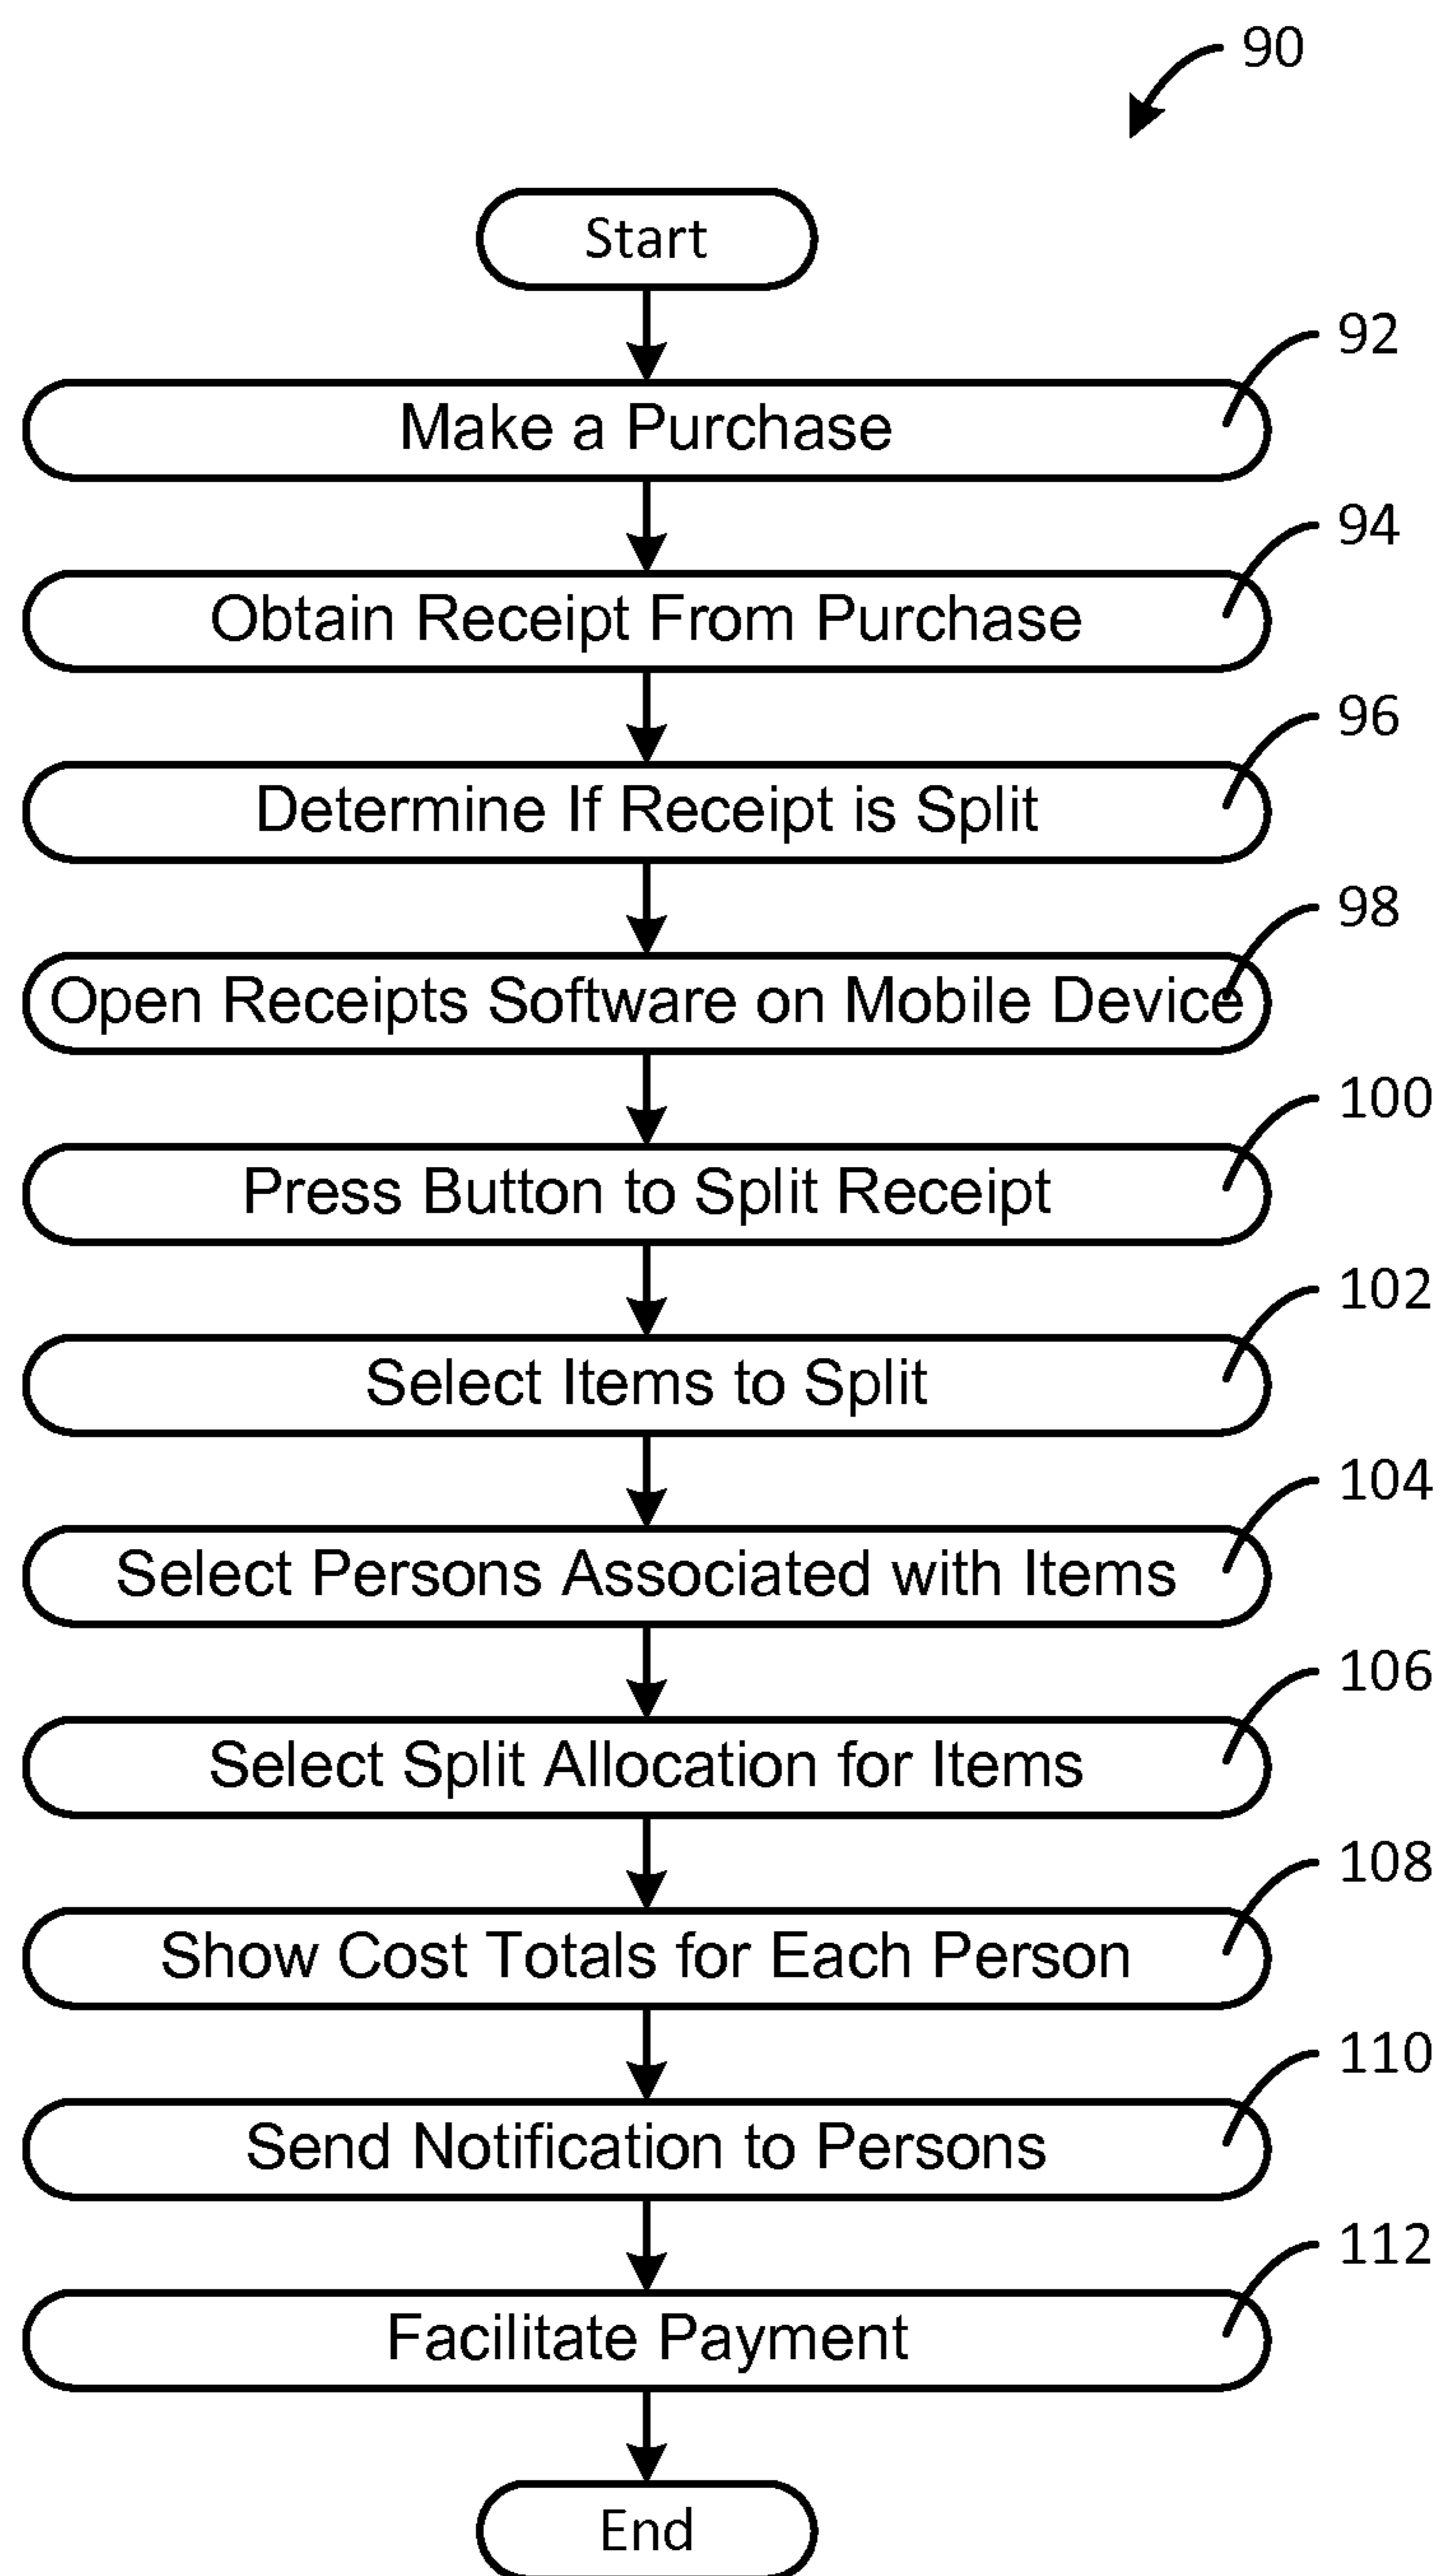 90
Start
92
Make a Purchase
94
Obtain Receipt From Purchase
96
Determine If Receipt is Split
98
Open Receipts Software on Mobile Device
100
Press Button to Split Receipt
102
Select Items to Split
104
Select Persons Associated with Items
106
Select Split Allocation for Items
108
Show Cost Totals for Each Person
110
Send Notification to Persons
112
Facilitate Payment
End